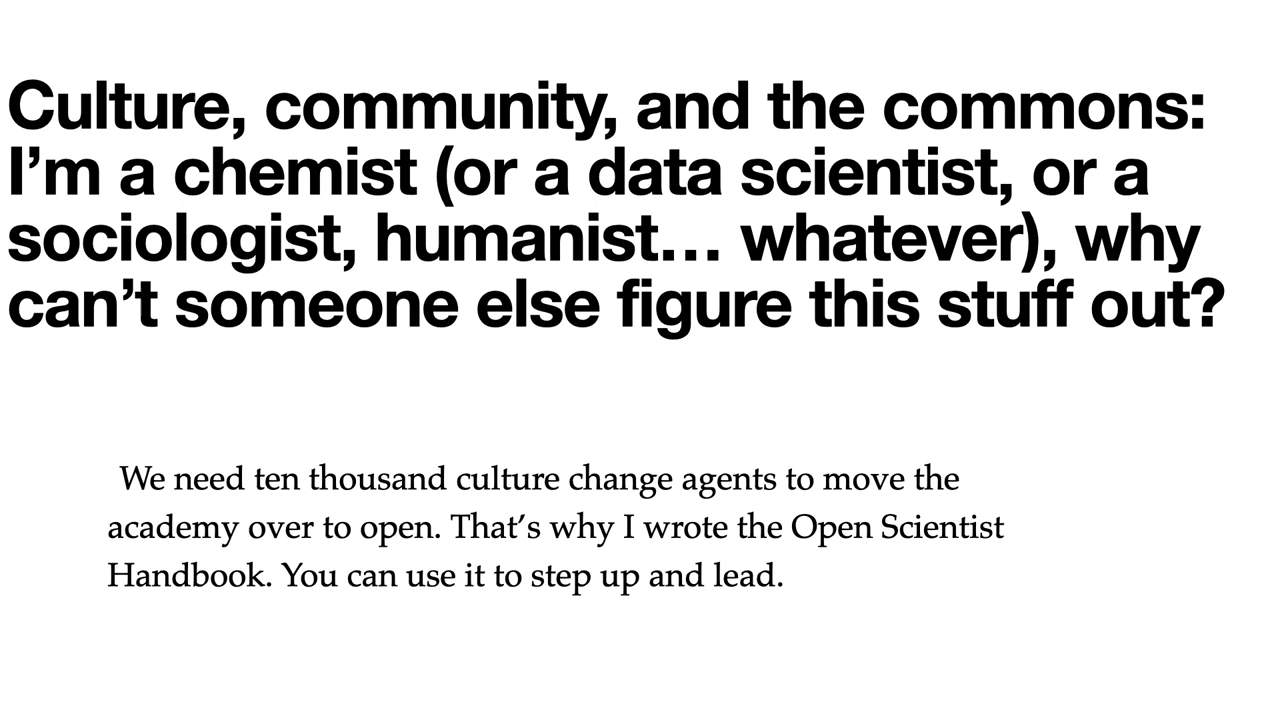 Culture, community, and the commons:
I’m a chemist (or a data scientist, or a
sociologist, humanist… whatever), why
can’t someone else figure this stuff out?
We need ten thousand culture change agents to move the
academy over to open. That’s why I wrote the Open Scientist
Handbook. You can use it to step up and lead.